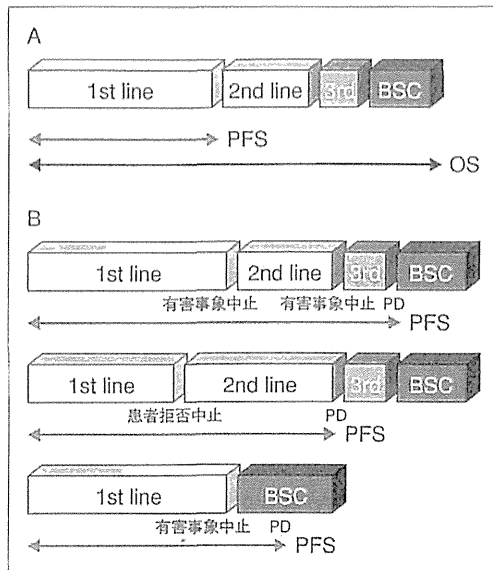 A
1st line 2nd line 3rd BSC
PFS
OS
B
1st line 2nd line 3rd BSC
有害事象中止 有害事象中止 PD
PFS
1st line 2nd line 3rd BSC
患者拒否中止 PD
PFS
1st line BSC
有害事象中止 PD
PFS